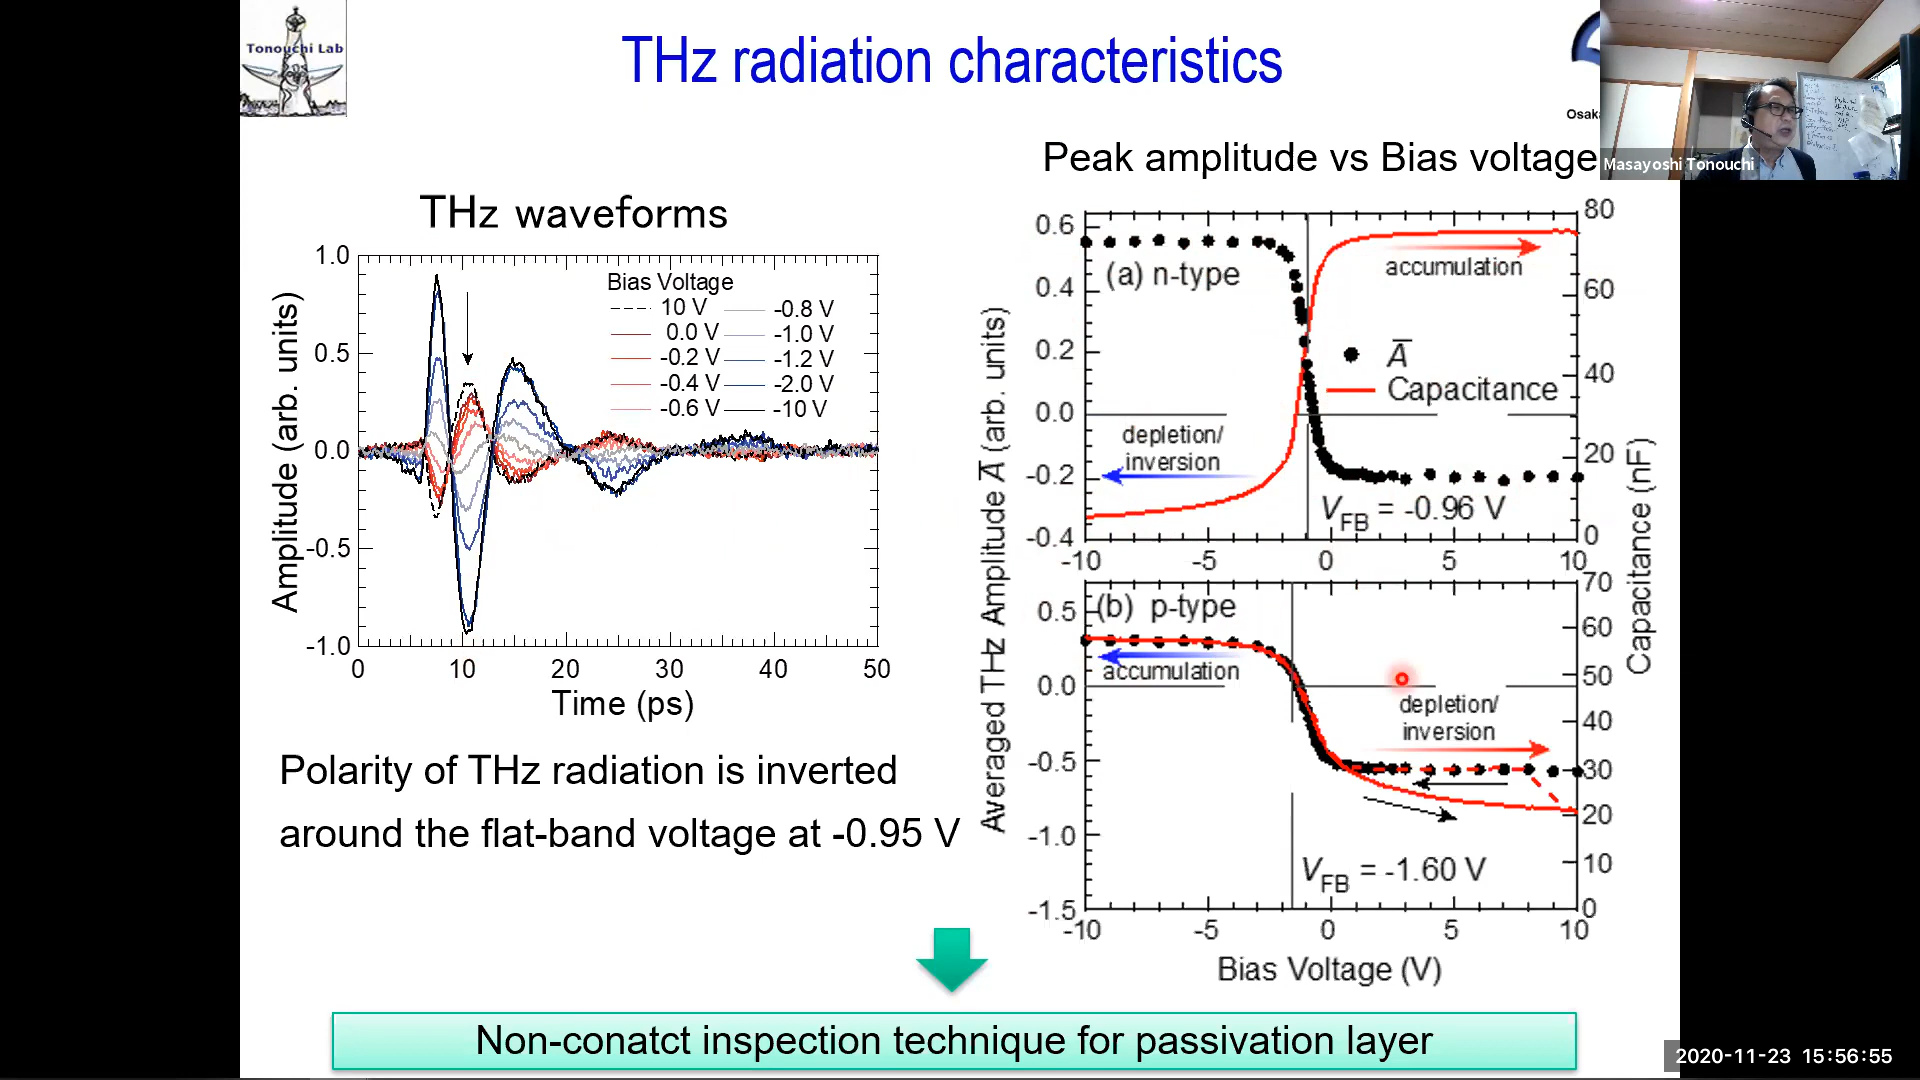 Tonouchi Lab
THz radiation characteristics
Osak
Masayoshi Tonouchi
Peak amplitude vs Bias voltage
THz waveforms
Bias Voltage
10 V
0.0 V
-0.2 V
-0.4 V
-0.6 V
-0.8 V
-1.0 V
-1.2 V
-2.0 V
-10 V
1.0
0.5
0.0
-0.5
-1.0
Amplitude (arb. units)
0 10 20 30 40 50
Time (ps)
Polarity of THz radiation is inverted
around the flat-band voltage at -0.95 V
Averaged THz Amplitude A̅ (arb. units)
0.6
0.4
0.2
0.0
-0.2
-0.4
(a) n-type
accumulation
A̅
Capacitance
depletion/
inversion
VFB = -0.96 V
80
60
40
20
0
-10 -5 0 5 10
Capacitance (nF)
0.5
0.0
-0.5
-1.0
-1.5
(b) p-type
accumulation
depletion/
inversion
VFB = -1.60 V
70
60
50
40
30
20
10
0
-10 -5 0 5 10
Bias Voltage (V)
Non-conatct inspection technique for passivation layer
2020-11-23 15:56:55